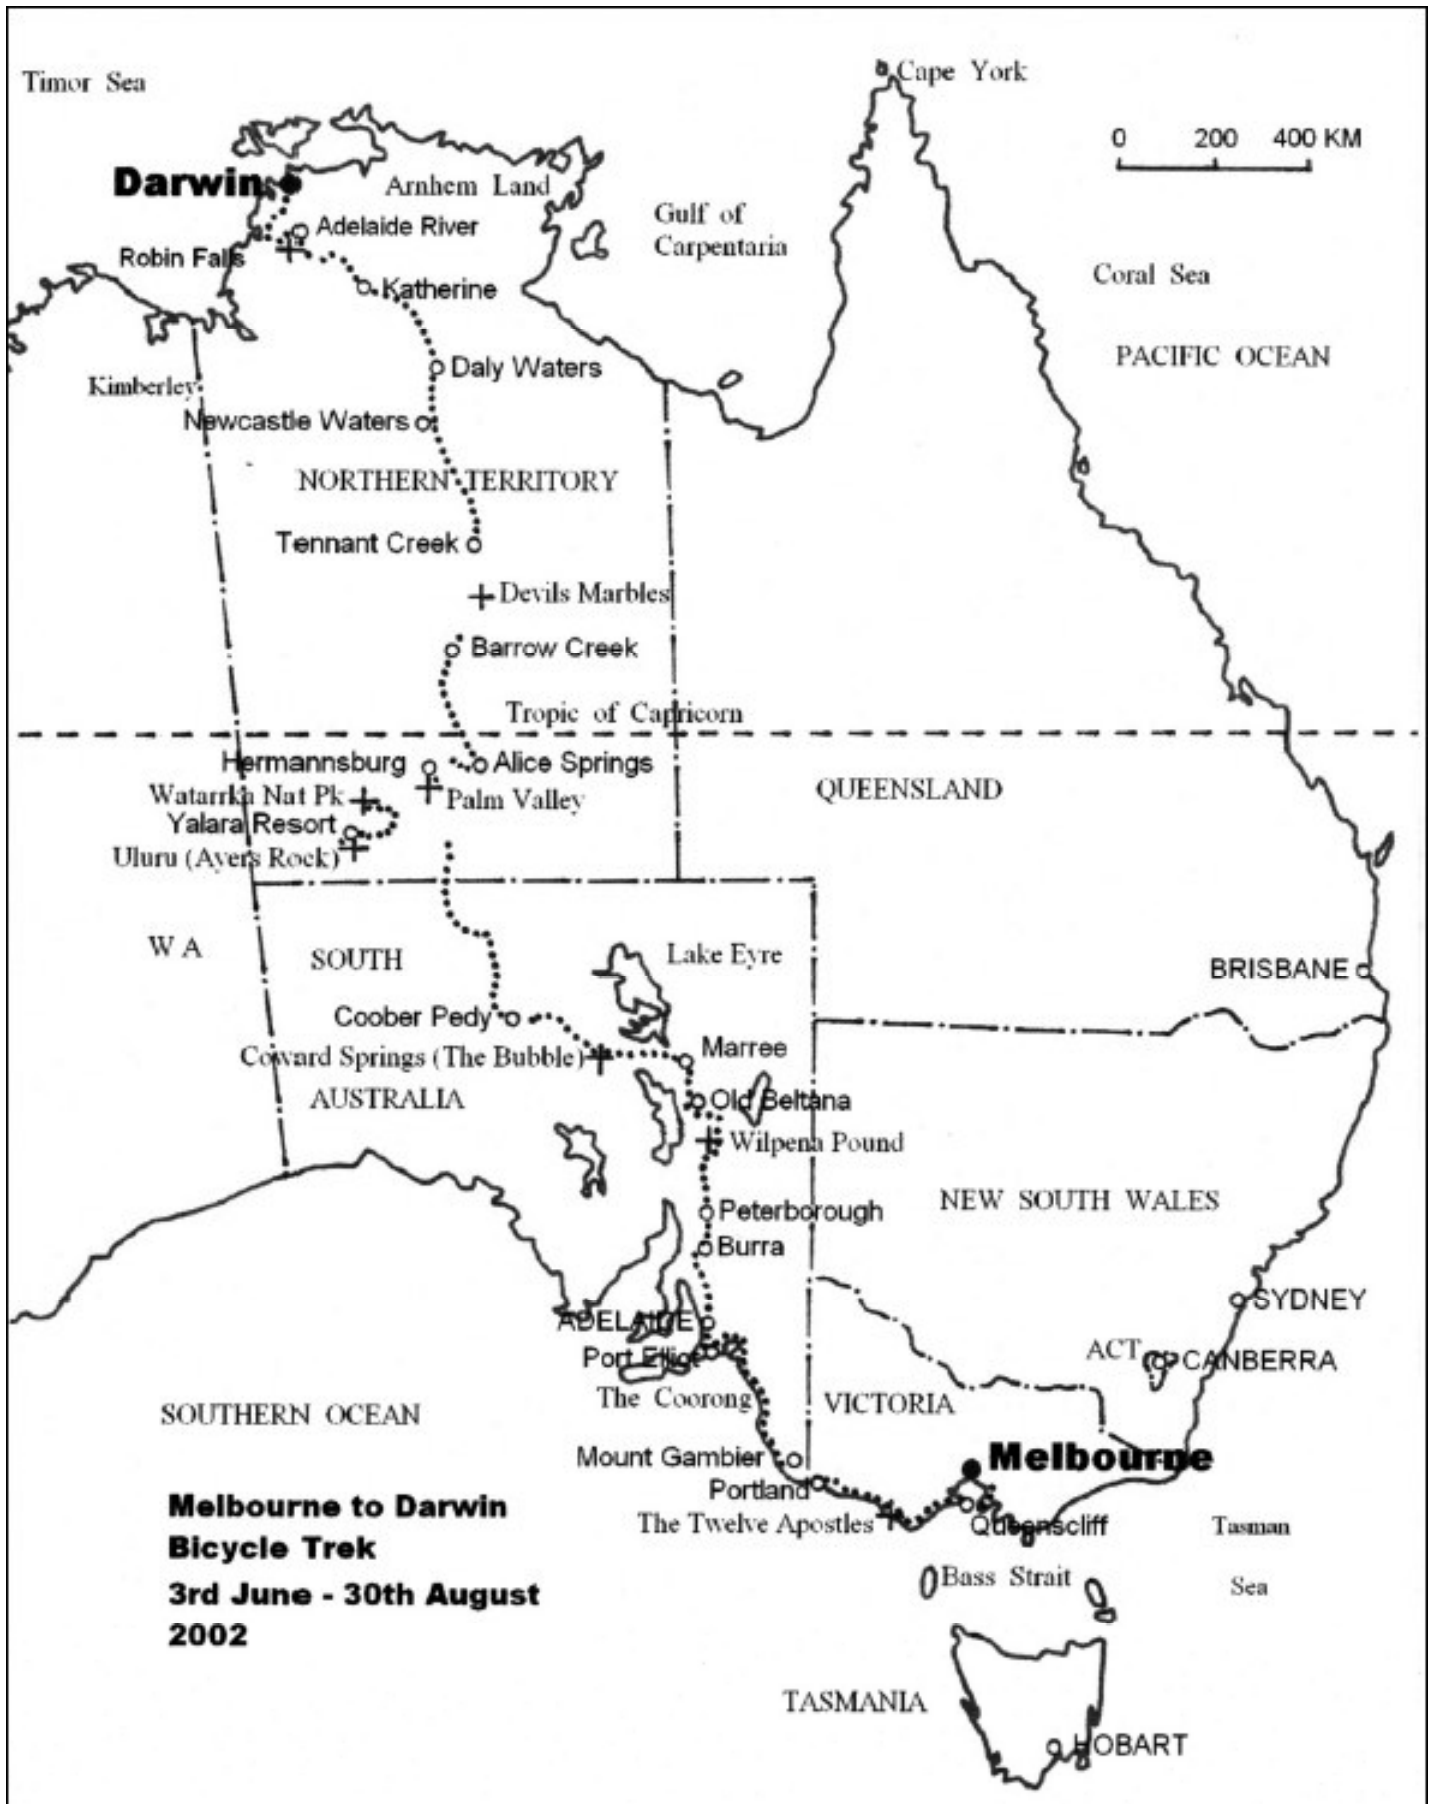 Timor Sea
Cape York
0 200 400 KM
Darwin
Arnhem Land
Gulf of
Carpentaria
Adelaide River
Robin Falls
Coral Sea
Katherine
PACIFIC OCEAN
Daly Waters
Kimberley
Newcastle Waters
NORTHERN TERRITORY
Tennant Creek
Devils Marbles
Barrow Creek
Tropic of Capricorn
Hermannsburg
Alice Springs
Watarrka Nat Pk
Palm Valley
QUEENSLAND
Yalara Resort
Uluru (Ayers Rock)
W A
SOUTH
Lake Eyre
BRISBANE
Coober Pedy
Marree
Coward Springs (The Bubble)
AUSTRALIA
Old Beltana
Wilpena Pound
NEW SOUTH WALES
Peterborough
Burra
SYDNEY
ADELAIDE
ACT
CANBERRA
Port Elliot
The Coorong
VICTORIA
SOUTHERN OCEAN
Mount Gambier
Melbourne
Portland
The Twelve Apostles
Queenscliff
Tasman
Sea
Melbourne to Darwin
Bicycle Trek
3rd June - 30th August
2002
Bass Strait
TASMANIA
HOBART